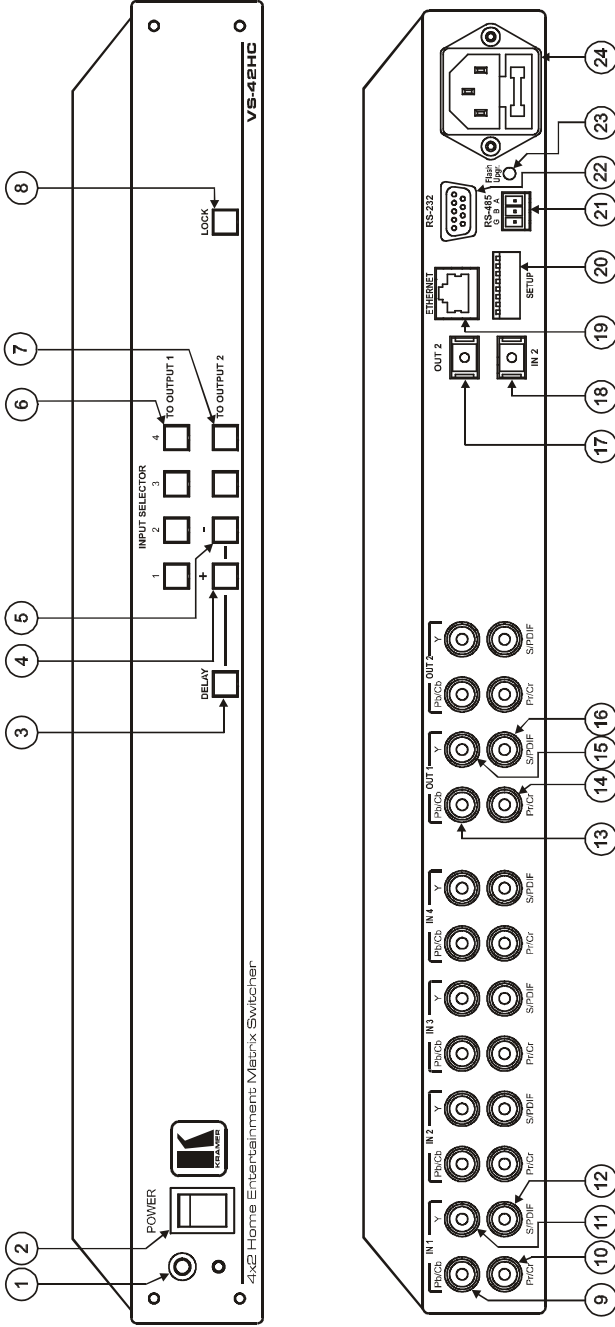 1
2
3
4
5
6
7
8
POWER
KRAMER
4x2 Home Entertainment Matrix Switcher
DELAY
INPUT SELECTOR
1
2
3
4
+
-
TO OUTPUT 1
TO OUTPUT 2
LOCK
VS-42HC
IN 1
Pb/Cb
Y
Pr/Cr
S/PDIF
IN 2
Pb/Cb
Y
Pr/Cr
S/PDIF
IN 3
Pb/Cb
Y
Pr/Cr
S/PDIF
IN 4
Pb/Cb
Y
Pr/Cr
S/PDIF
OUT 1
Pb/Cb
Y
Pr/Cr
S/PDIF
OUT 2
Pb/Cb
Y
Pr/Cr
S/PDIF
OUT 2
IN 2
ETHERNET
SETUP
RS-232
RS-485
G B A
Flash
Upgr.
9
10
11
12
13
14
15
16
17
18
19
20
21
22
23
24